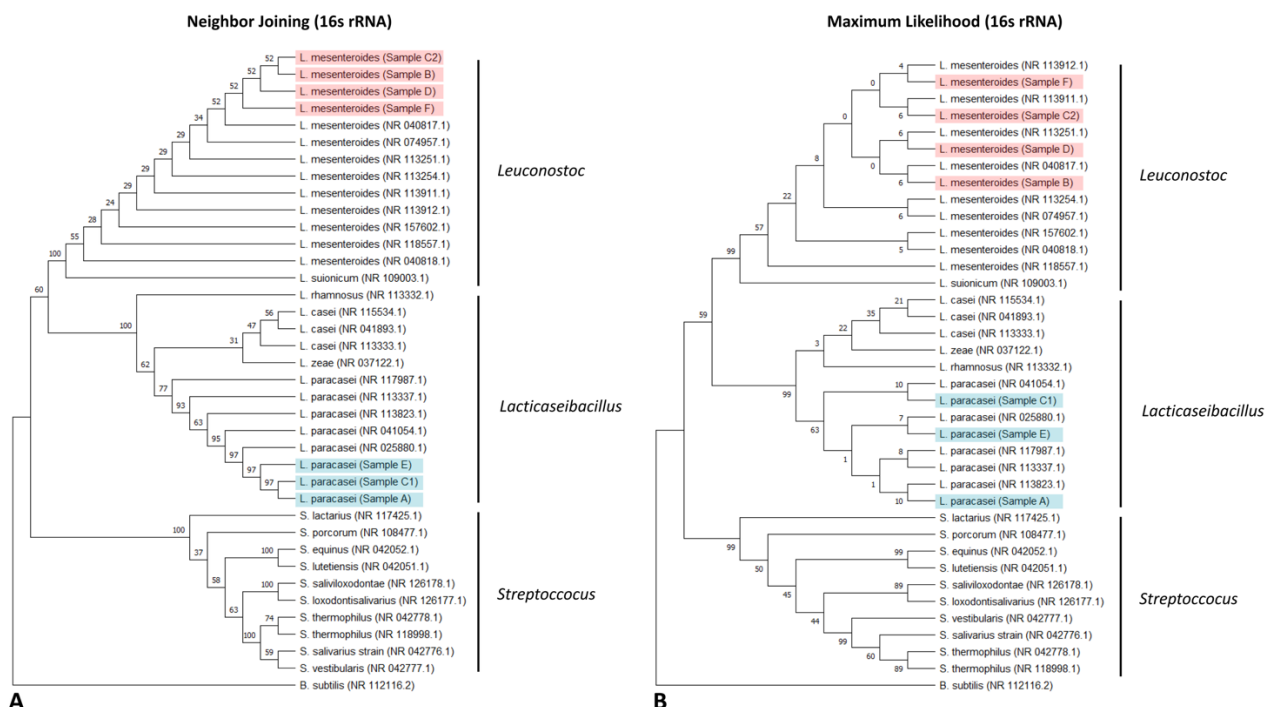 Neighbor Joining (16s rRNA)
52
L. mesenteroides (Sample C2)
52
L. mesenteroides (Sample B)
52
L. mesenteroides (Sample D)
52
L. mesenteroides (Sample F)
34
L. mesenteroides (NR 040817.1)
29
L. mesenteroides (NR 074957.1)
29
L. mesenteroides (NR 113251.1)
29
L. mesenteroides (NR 113254.1)
29
L. mesenteroides (NR 113911.1)
24
L. mesenteroides (NR 113912.1)
28
L. mesenteroides (NR 157602.1)
55
L. mesenteroides (NR 118557.1)
100
L. mesenteroides (NR 040818.1)
L. suionicum (NR 109003.1)
60
L. rhamnosus (NR 113332.1)
100
56
L. casei (NR 115534.1)
47
L. casei (NR 041893.1)
31
L. casei (NR 113333.1)
62
L. zeae (NR 037122.1)
77
L. paracasei (NR 117987.1)
93
L. paracasei (NR 113337.1)
63
L. paracasei (NR 113823.1)
95
L. paracasei (NR 041054.1)
97
L. paracasei (NR 025880.1)
97
L. paracasei (Sample E)
97
L. paracasei (Sample C1)
L. paracasei (Sample A)
100
S. lactarius (NR 117425.1)
37
S. porcorum (NR 108477.1)
100
S. equinus (NR 042052.1)
58
S. lutetiensis (NR 042051.1)
100
S. saliviloxodontae (NR 126178.1)
63
S. loxodontisalivarius (NR 126177.1)
74
S. thermophilus (NR 042778.1)
100
S. thermophilus (NR 118998.1)
59
S. salivarius strain (NR 042776.1)
S. vestibularis (NR 042777.1)
B. subtilis (NR 112116.2)
Leuconostoc
Lacticaseibacillus
Streptoccocus
A
Maximum Likelihood (16s rRNA)
4
L. mesenteroides (NR 113912.1)
0
L. mesenteroides (Sample F)
L. mesenteroides (NR 113911.1)
0
6
L. mesenteroides (Sample C2)
6
L. mesenteroides (NR 113251.1)
8
L. mesenteroides (Sample D)
0
L. mesenteroides (NR 040817.1)
6
L. mesenteroides (Sample B)
22
L. mesenteroides (NR 113254.1)
6
L. mesenteroides (NR 074957.1)
57
L. mesenteroides (NR 157602.1)
5
L. mesenteroides (NR 040818.1)
99
L. mesenteroides (NR 118557.1)
L. suionicum (NR 109003.1)
59
21
L. casei (NR 115534.1)
35
L. casei (NR 041893.1)
22
L. casei (NR 113333.1)
3
L. zeae (NR 037122.1)
L. rhamnosus (NR 113332.1)
99
10
L. paracasei (NR 041054.1)
L. paracasei (Sample C1)
63
7
L. paracasei (NR 025880.1)
L. paracasei (Sample E)
1
8
L. paracasei (NR 117987.1)
L. paracasei (NR 113337.1)
1
L. paracasei (NR 113823.1)
10
L. paracasei (Sample A)
S. lactarius (NR 117425.1)
99
S. porcorum (NR 108477.1)
50
99
S. equinus (NR 042052.1)
S. lutetiensis (NR 042051.1)
45
89
S. saliviloxodontae (NR 126178.1)
S. loxodontisalivarius (NR 126177.1)
44
S. vestibularis (NR 042777.1)
99
S. salivarius strain (NR 042776.1)
60
S. thermophilus (NR 042778.1)
89
S. thermophilus (NR 118998.1)
B. subtilis (NR 112116.2)
Leuconostoc
Lacticaseibacillus
Streptoccocus
B